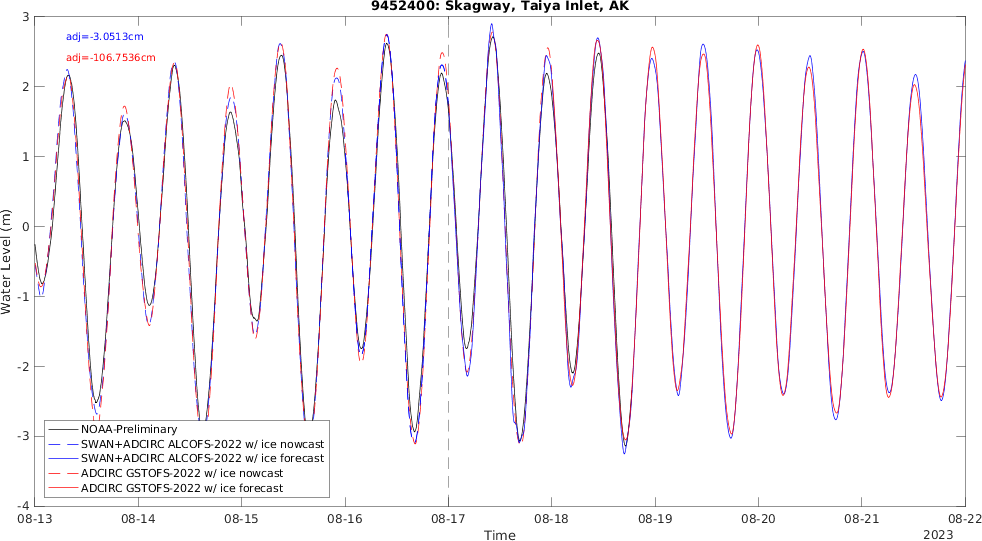 9452400: Skagway, Taiya Inlet, AK
adj=-3.0513cm
adj=-106.7536cm
Water Level (m)
3
2
1
0
-1
-2
-3
-4
NOAA-Preliminary
SWAN+ADCIRC ALCOFS-2022 w/ ice nowcast
SWAN+ADCIRC ALCOFS-2022 w/ ice forecast
ADCIRC GSTOFS-2022 w/ ice nowcast
ADCIRC GSTOFS-2022 w/ ice forecast
08-13 08-14 08-15 08-16 08-17 08-18 08-19 08-20 08-21 08-22
Time
2023